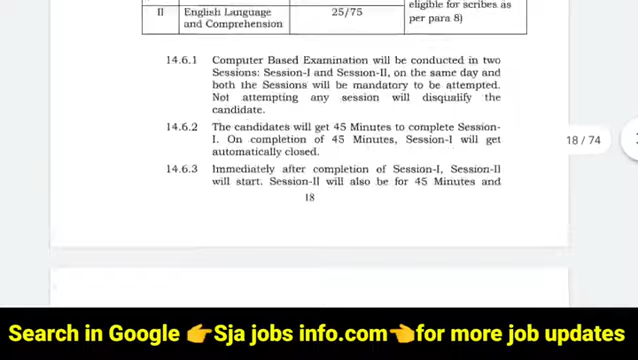 eligible for scribes as
II English Language 25/75 per para 8)
and Comprehension
14.6.1 Computer Based Examination will be conducted in two
Sessions: Session-I and Session-II, on the same day and
both the Sessions will be mandatory to be attempted.
Not attempting any session will disqualify the
candidate.
14.6.2 The candidates will get 45 Minutes to complete Session-
I. On completion of 45 Minutes, Session-I will get
automatically closed.
18 / 74
14.6.3 Immediately after completion of Session-I, Session-II
will start. Session-II will also be for 45 Minutes and
18
Search in Google 👉Sja jobs info.com👈for more job updates